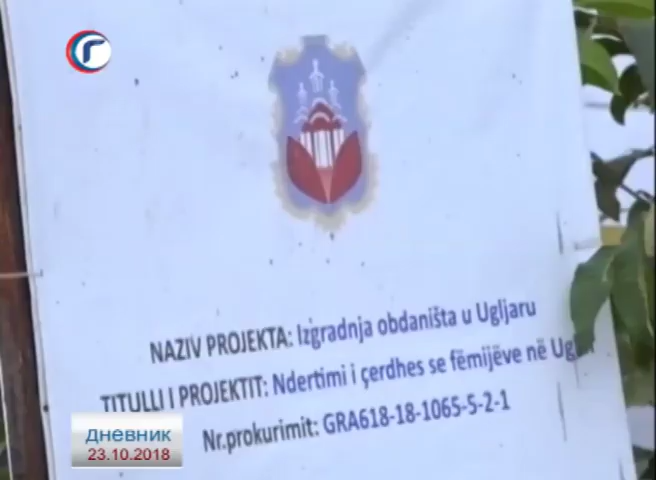 NAZIV PROJEKTA: Izgradnja obdaništa u Ugljaru
TITULLI I PROJEKTIT: Ndertimi i çerdhes se fëmijëve në
Nr.prokurimit: GRA618-18-1065-5-2-1
дневник
23.10.2018